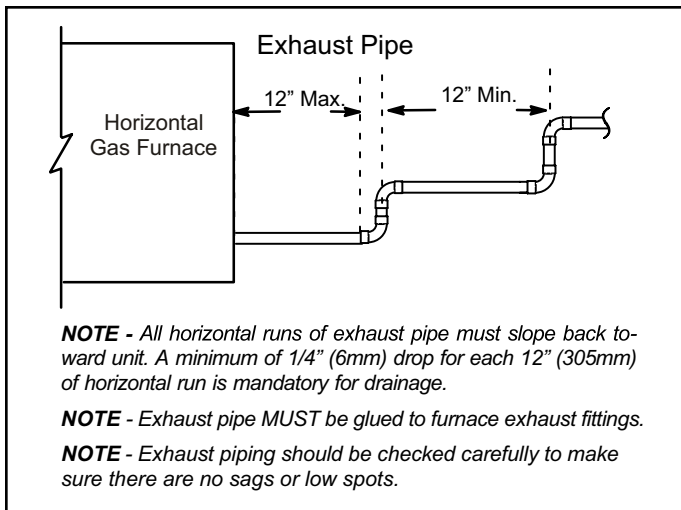 Exhaust Pipe
12” Max.
12” Min.
Horizontal
Gas Furnace
NOTE - All horizontal runs of exhaust pipe must slope back to-
ward unit. A minimum of 1/4” (6mm) drop for each 12” (305mm)
of horizontal run is mandatory for drainage.
NOTE - Exhaust pipe MUST be glued to furnace exhaust fittings.
NOTE - Exhaust piping should be checked carefully to make
sure there are no sags or low spots.